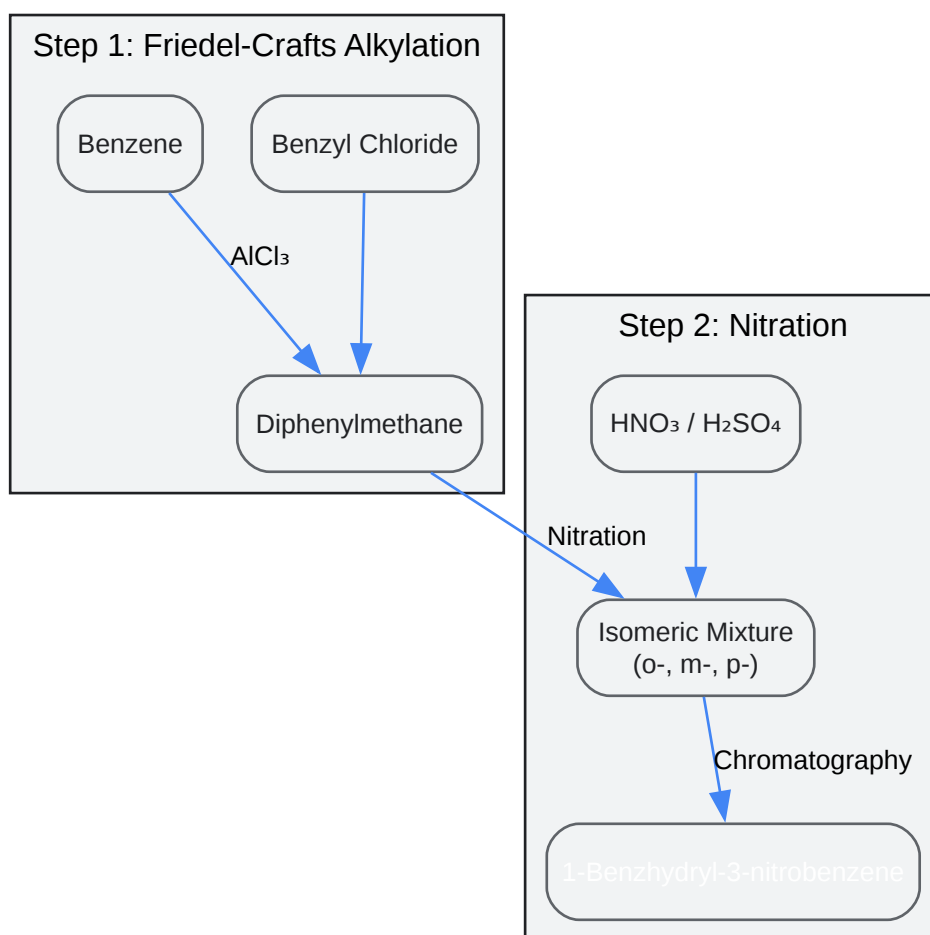 Step 1: Friedel-Crafts Alkylation
Benzene
Benzyl Chloride
AlCl₃
Diphenylmethane
Step 2: Nitration
HNO₃ / H₂SO₄
Nitration
Isomeric Mixture
(o-, m-, p-)
Chromatography
1-Benzhydryl-3-nitrobenzene